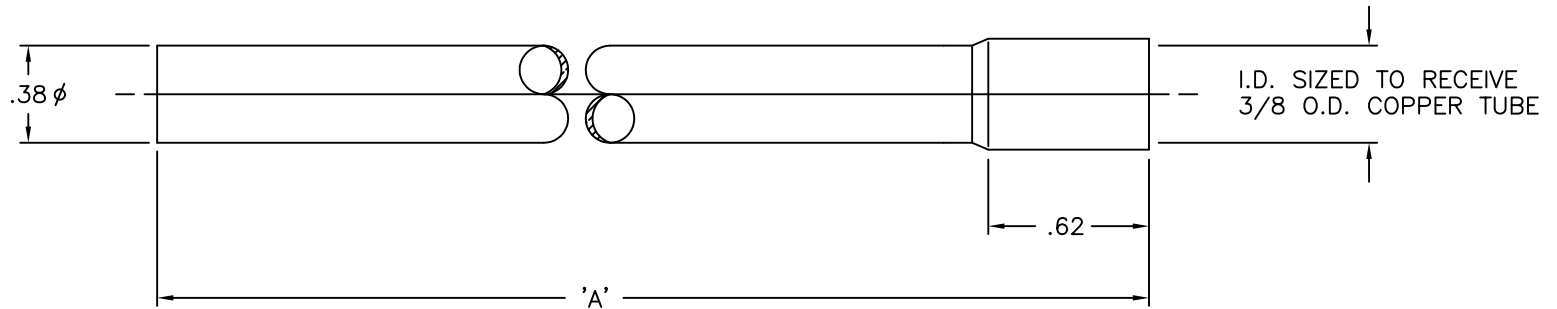 .38 ϕ
I.D. SIZED TO RECEIVE
3/8 O.D. COPPER TUBE
.62
'A'